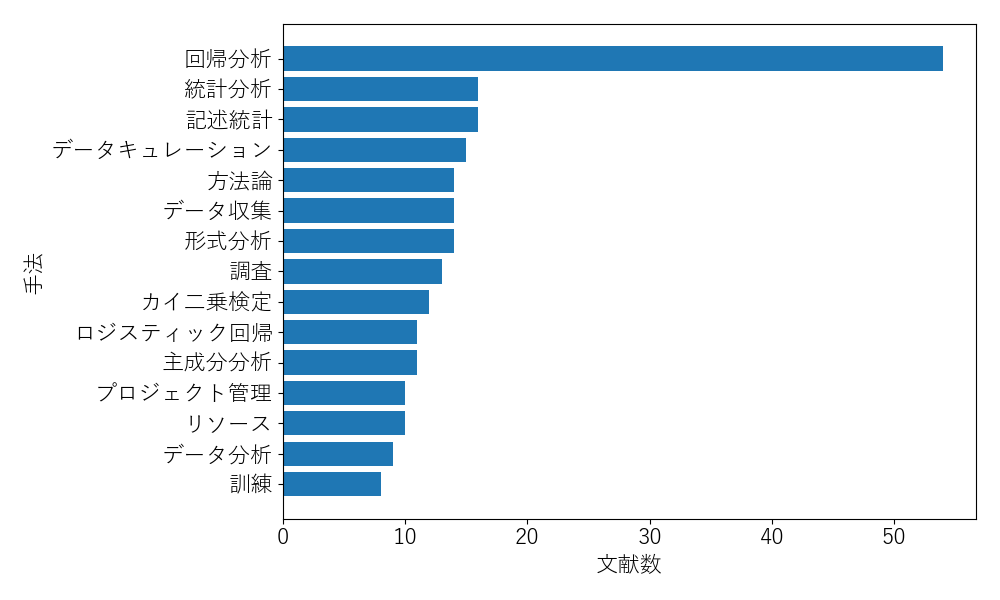 回帰分析
統計分析
記述統計
データキュレーション
方法論
データ収集
形式分析
調査
カイ二乗検定
ロジスティック回帰
主成分分析
プロジェクト管理
リソース
データ分析
訓練
手法
0 10 20 30 40 50
文献数